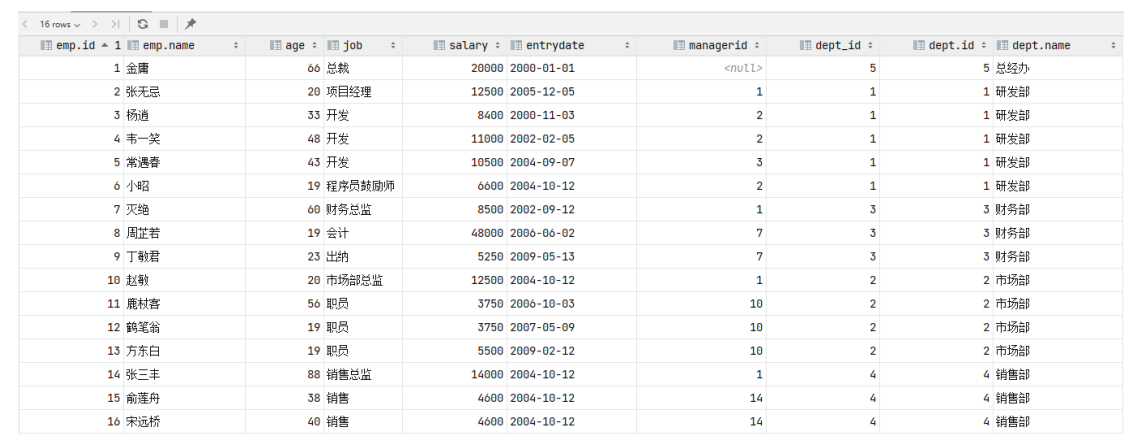 16 rows
emp.id 1 emp.name age job salary entrydate managerid dept_id dept.id dept.name
1 金庸 66 总裁 20000 2000-01-01 <null> 5 5 总经办
2 张无忌 20 项目经理 12500 2005-12-05 1 1 1 研发部
3 杨逍 33 开发 8400 2000-11-03 2 1 1 研发部
4 韦一笑 48 开发 11000 2002-02-05 2 1 1 研发部
5 常遇春 43 开发 10500 2004-09-07 3 1 1 研发部
6 小昭 19 程序员鼓励师 6600 2004-10-12 2 1 1 研发部
7 灭绝 60 财务总监 8500 2002-09-12 1 3 3 财务部
8 周芷若 19 会计 48000 2006-06-02 7 3 3 财务部
9 丁敏君 23 出纳 5250 2009-05-13 7 3 3 财务部
10 赵敏 20 市场部总监 12500 2004-10-12 1 2 2 市场部
11 鹿杖客 56 职员 3750 2006-10-03 10 2 2 市场部
12 鹤笔翁 19 职员 3750 2007-05-09 10 2 2 市场部
13 方东白 19 职员 5500 2009-02-12 10 2 2 市场部
14 张三丰 88 销售总监 14000 2004-10-12 1 4 4 销售部
15 俞莲舟 38 销售 4600 2004-10-12 14 4 4 销售部
16 宋远桥 40 销售 4600 2004-10-12 14 4 4 销售部